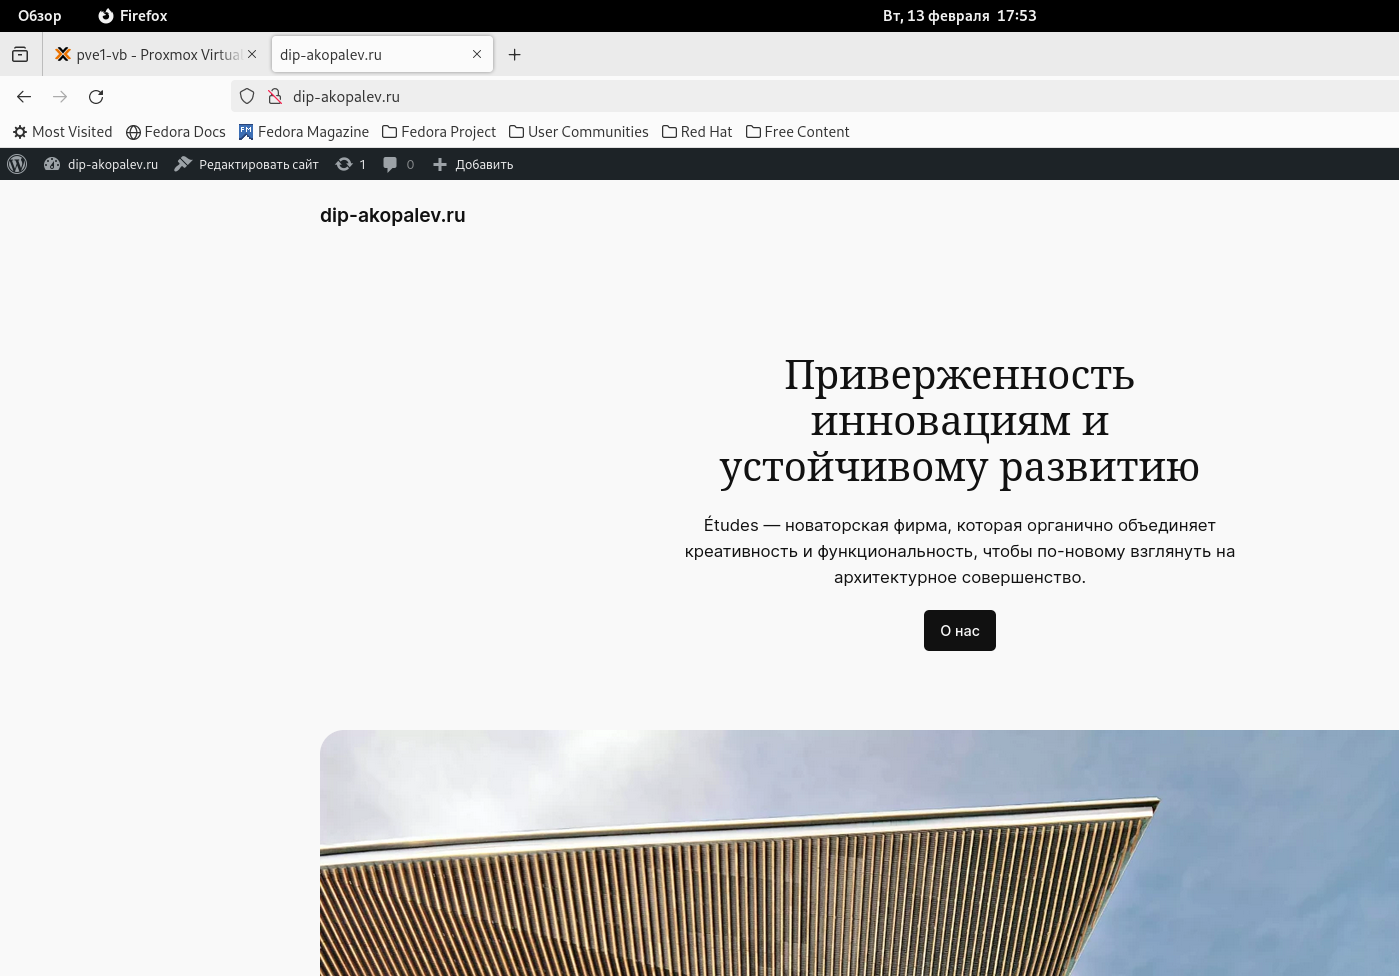 Обзор
Firefox
Вт, 13 февраля 17:53
pve1-vb - Proxmox Virtual
dip-akopalev.ru
dip-akopalev.ru
Most Visited
Fedora Docs
FM
Fedora Magazine
Fedora Project
User Communities
Red Hat
Free Content
dip-akopalev.ru
Редактировать сайт
1
0
Добавить
dip-akopalev.ru
Приверженность
инновациям и
устойчивому развитию
Études — новаторская фирма, которая органично объединяет
креативность и функциональность, чтобы по-новому взглянуть на
архитектурное совершенство.
О нас